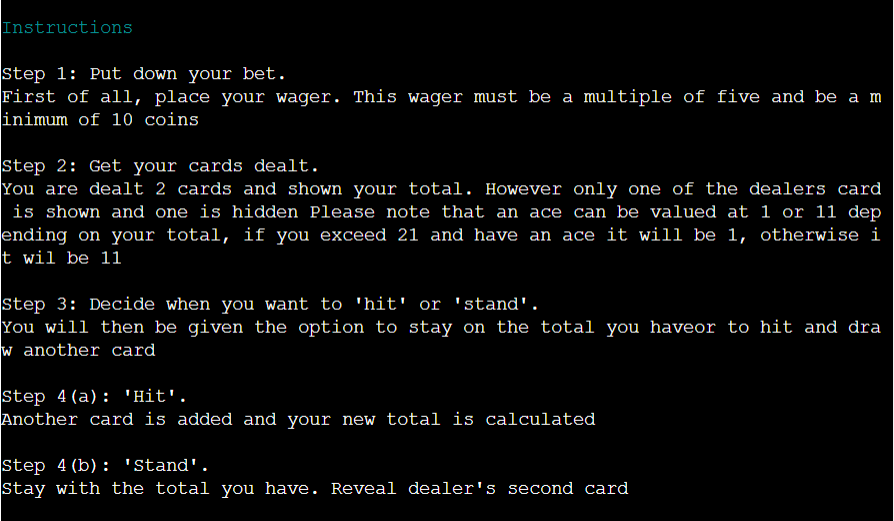 Instructions
Step 1: Put down your bet.
First of all, place your wager. This wager must be a multiple of five and be a m
inimum of 10 coins
Step 2: Get your cards dealt.
You are dealt 2 cards and shown your total. However only one of the dealers card
 is shown and one is hidden Please note that an ace can be valued at 1 or 11 dep
ending on your total, if you exceed 21 and have an ace it will be 1, otherwise i
t wil be 11
Step 3: Decide when you want to 'hit' or 'stand'.
You will then be given the option to stay on the total you haveor to hit and dra
w another card
Step 4(a): 'Hit'.
Another card is added and your new total is calculated
Step 4(b): 'Stand'.
Stay with the total you have. Reveal dealer's second card